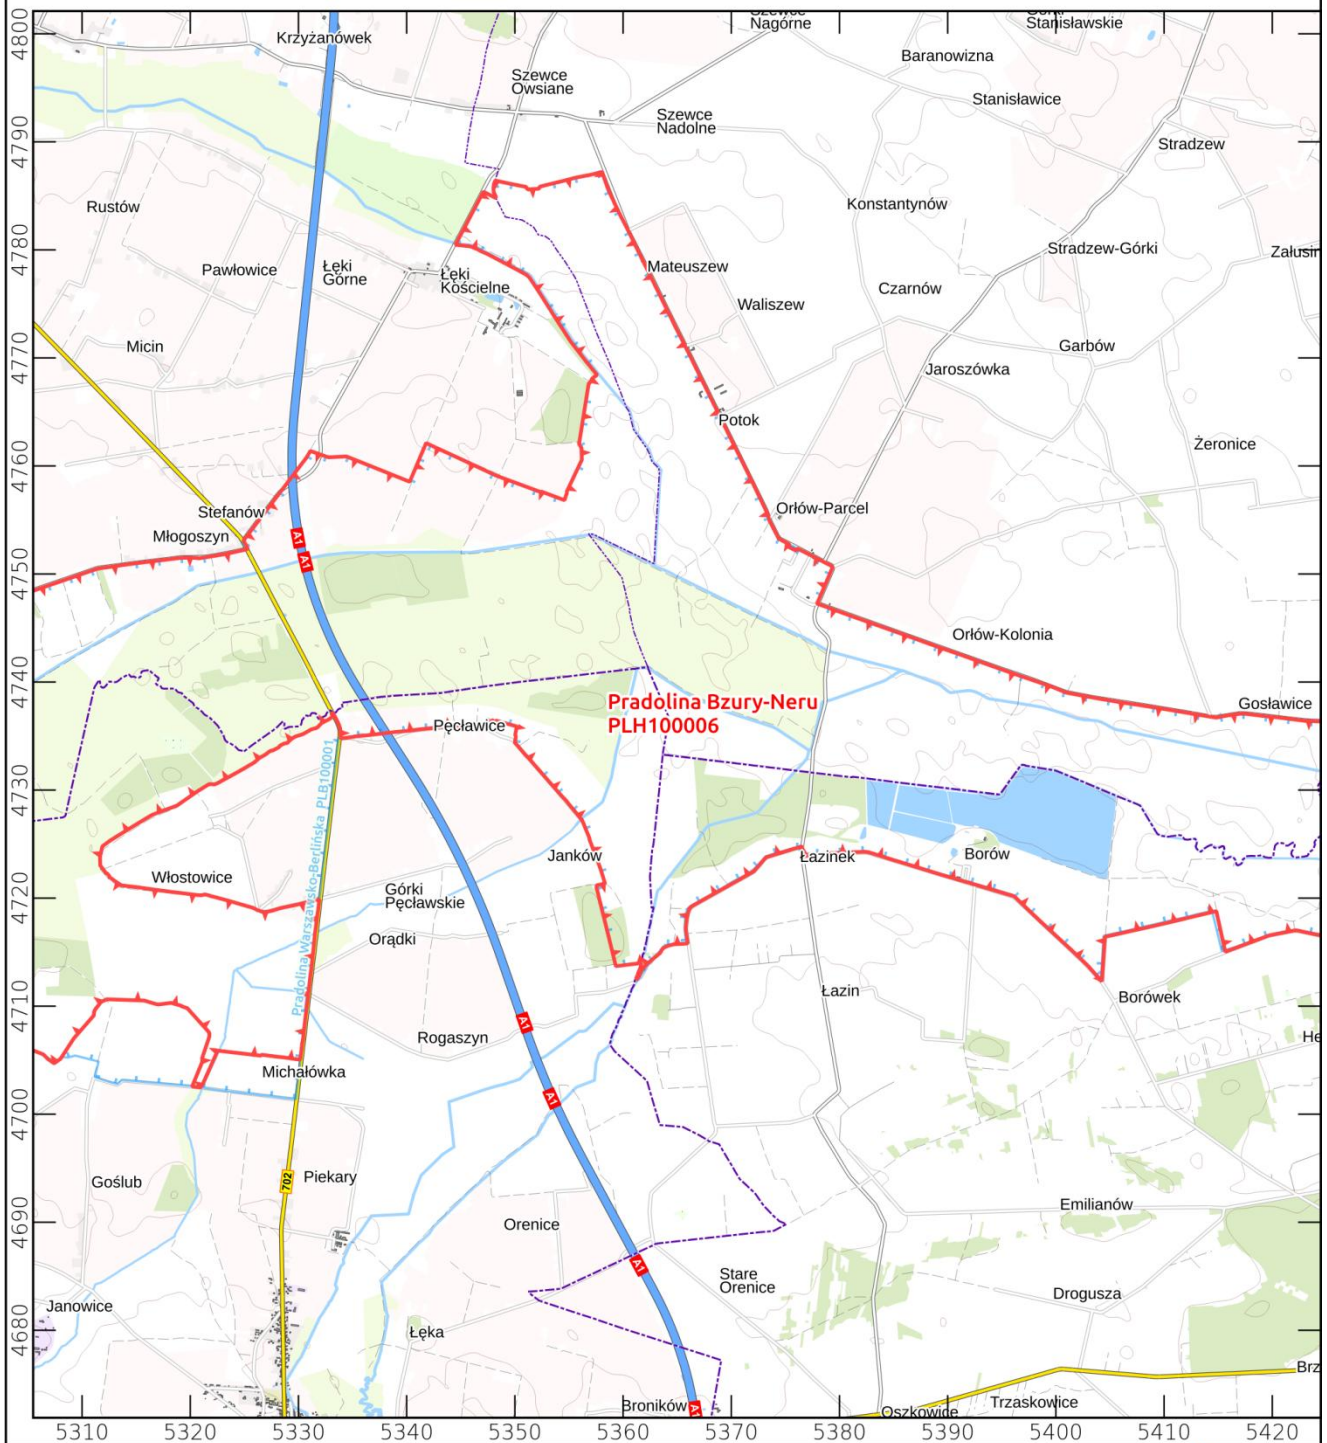 Szewce
Nagórne
Górki
Stanisławskie
4800
Krzyżanówek
Baranowizna
Szewce
Owsiane
Stanisławice
Szewce
Nadolne
4790
Stradzew
Rustów
Konstantynów
4780
Stradzew-Górki
Załusin
Pawłowice
Łęki
Górne
Łęki
Kościelne
Mateuszew
Czarnów
Waliszew
4770
Micin
Garbów
Jaroszówka
Potok
Żeronice
4760
Stefanów
Orłów-Parcel
Młogoszyn
A1
A1
4750
Orłów-Kolonia
4740
Pradolina Bzury-Neru
PLH100006
Gosławice
Pęcławice
4730
Pradolina Warszawsko-Berlińska PLB100001
Janków
Łazinek
Borów
Włostowice
4720
Górki
Pęcławskie
Orądki
Łazin
Borówek
4710
A1
Rogaszyn
He
Michałówka
A1
4700
Goślub
702
Piekary
Emilianów
4690
Orenice
A1
Stare
Orenice
Drogusza
Janowice
4680
Łęka
Brz
Broników
A1
Oszkowice
Trzaskowice
5310
5320
5330
5340
5350
5360
5370
5380
5390
5400
5410
5420